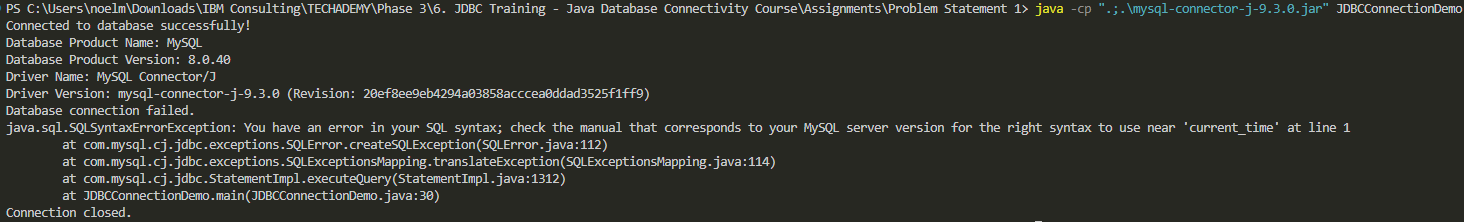 PS C:\Users\noelm\Downloads\IBM Consulting\TECHADEMY\Phase 3\6. JDBC Training - Java Database Connectivity Course\Assignments\Problem Statement 1> java -cp ".;.\mysql-connector-j-9.3.0.jar" JDBCConnectionDemo
Connected to database successfully!
Database Product Name: MySQL
Database Product Version: 8.0.40
Driver Name: MySQL Connector/J
Driver Version: mysql-connector-j-9.3.0 (Revision: 20ef8ee9eb4294a03858acccea0ddad3525f1ff9)
Database connection failed.
java.sql.SQLSyntaxErrorException: You have an error in your SQL syntax; check the manual that corresponds to your MySQL server version for the right syntax to use near 'current_time' at line 1
        at com.mysql.cj.jdbc.exceptions.SQLError.createSQLException(SQLError.java:112)
        at com.mysql.cj.jdbc.exceptions.SQLExceptionsMapping.translateException(SQLExceptionsMapping.java:114)
        at com.mysql.cj.jdbc.StatementImpl.executeQuery(StatementImpl.java:1312)
        at JDBCConnectionDemo.main(JDBCConnectionDemo.java:30)
Connection closed.